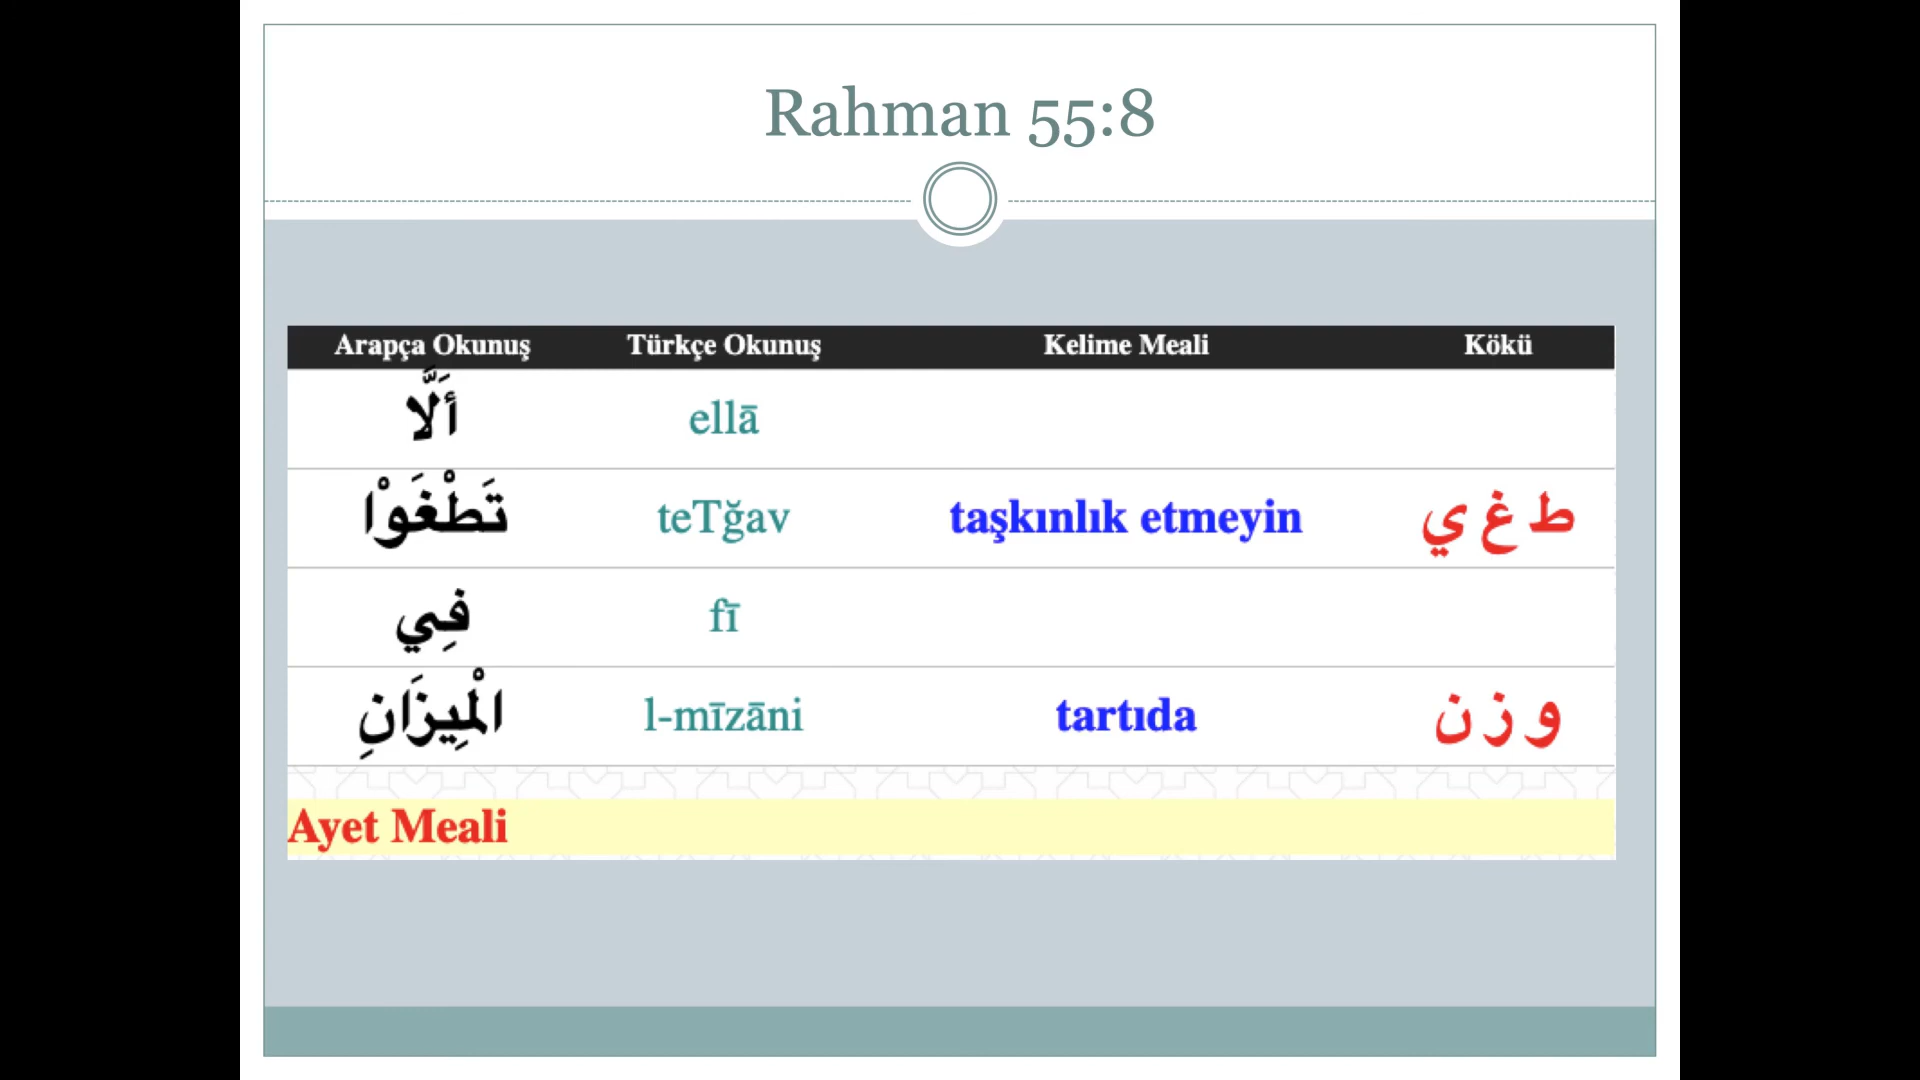 Rahman 55:8
Arapça Okunuş Türkçe Okunuş Kelime Meali Kökü
أَلَّا ellā
تَطْغَوْا teTğav taşkınlık etmeyin ط غ ي
فِي fī
الْمِيزَانِ l-mīzāni tartıda و ز ن
Ayet Meali